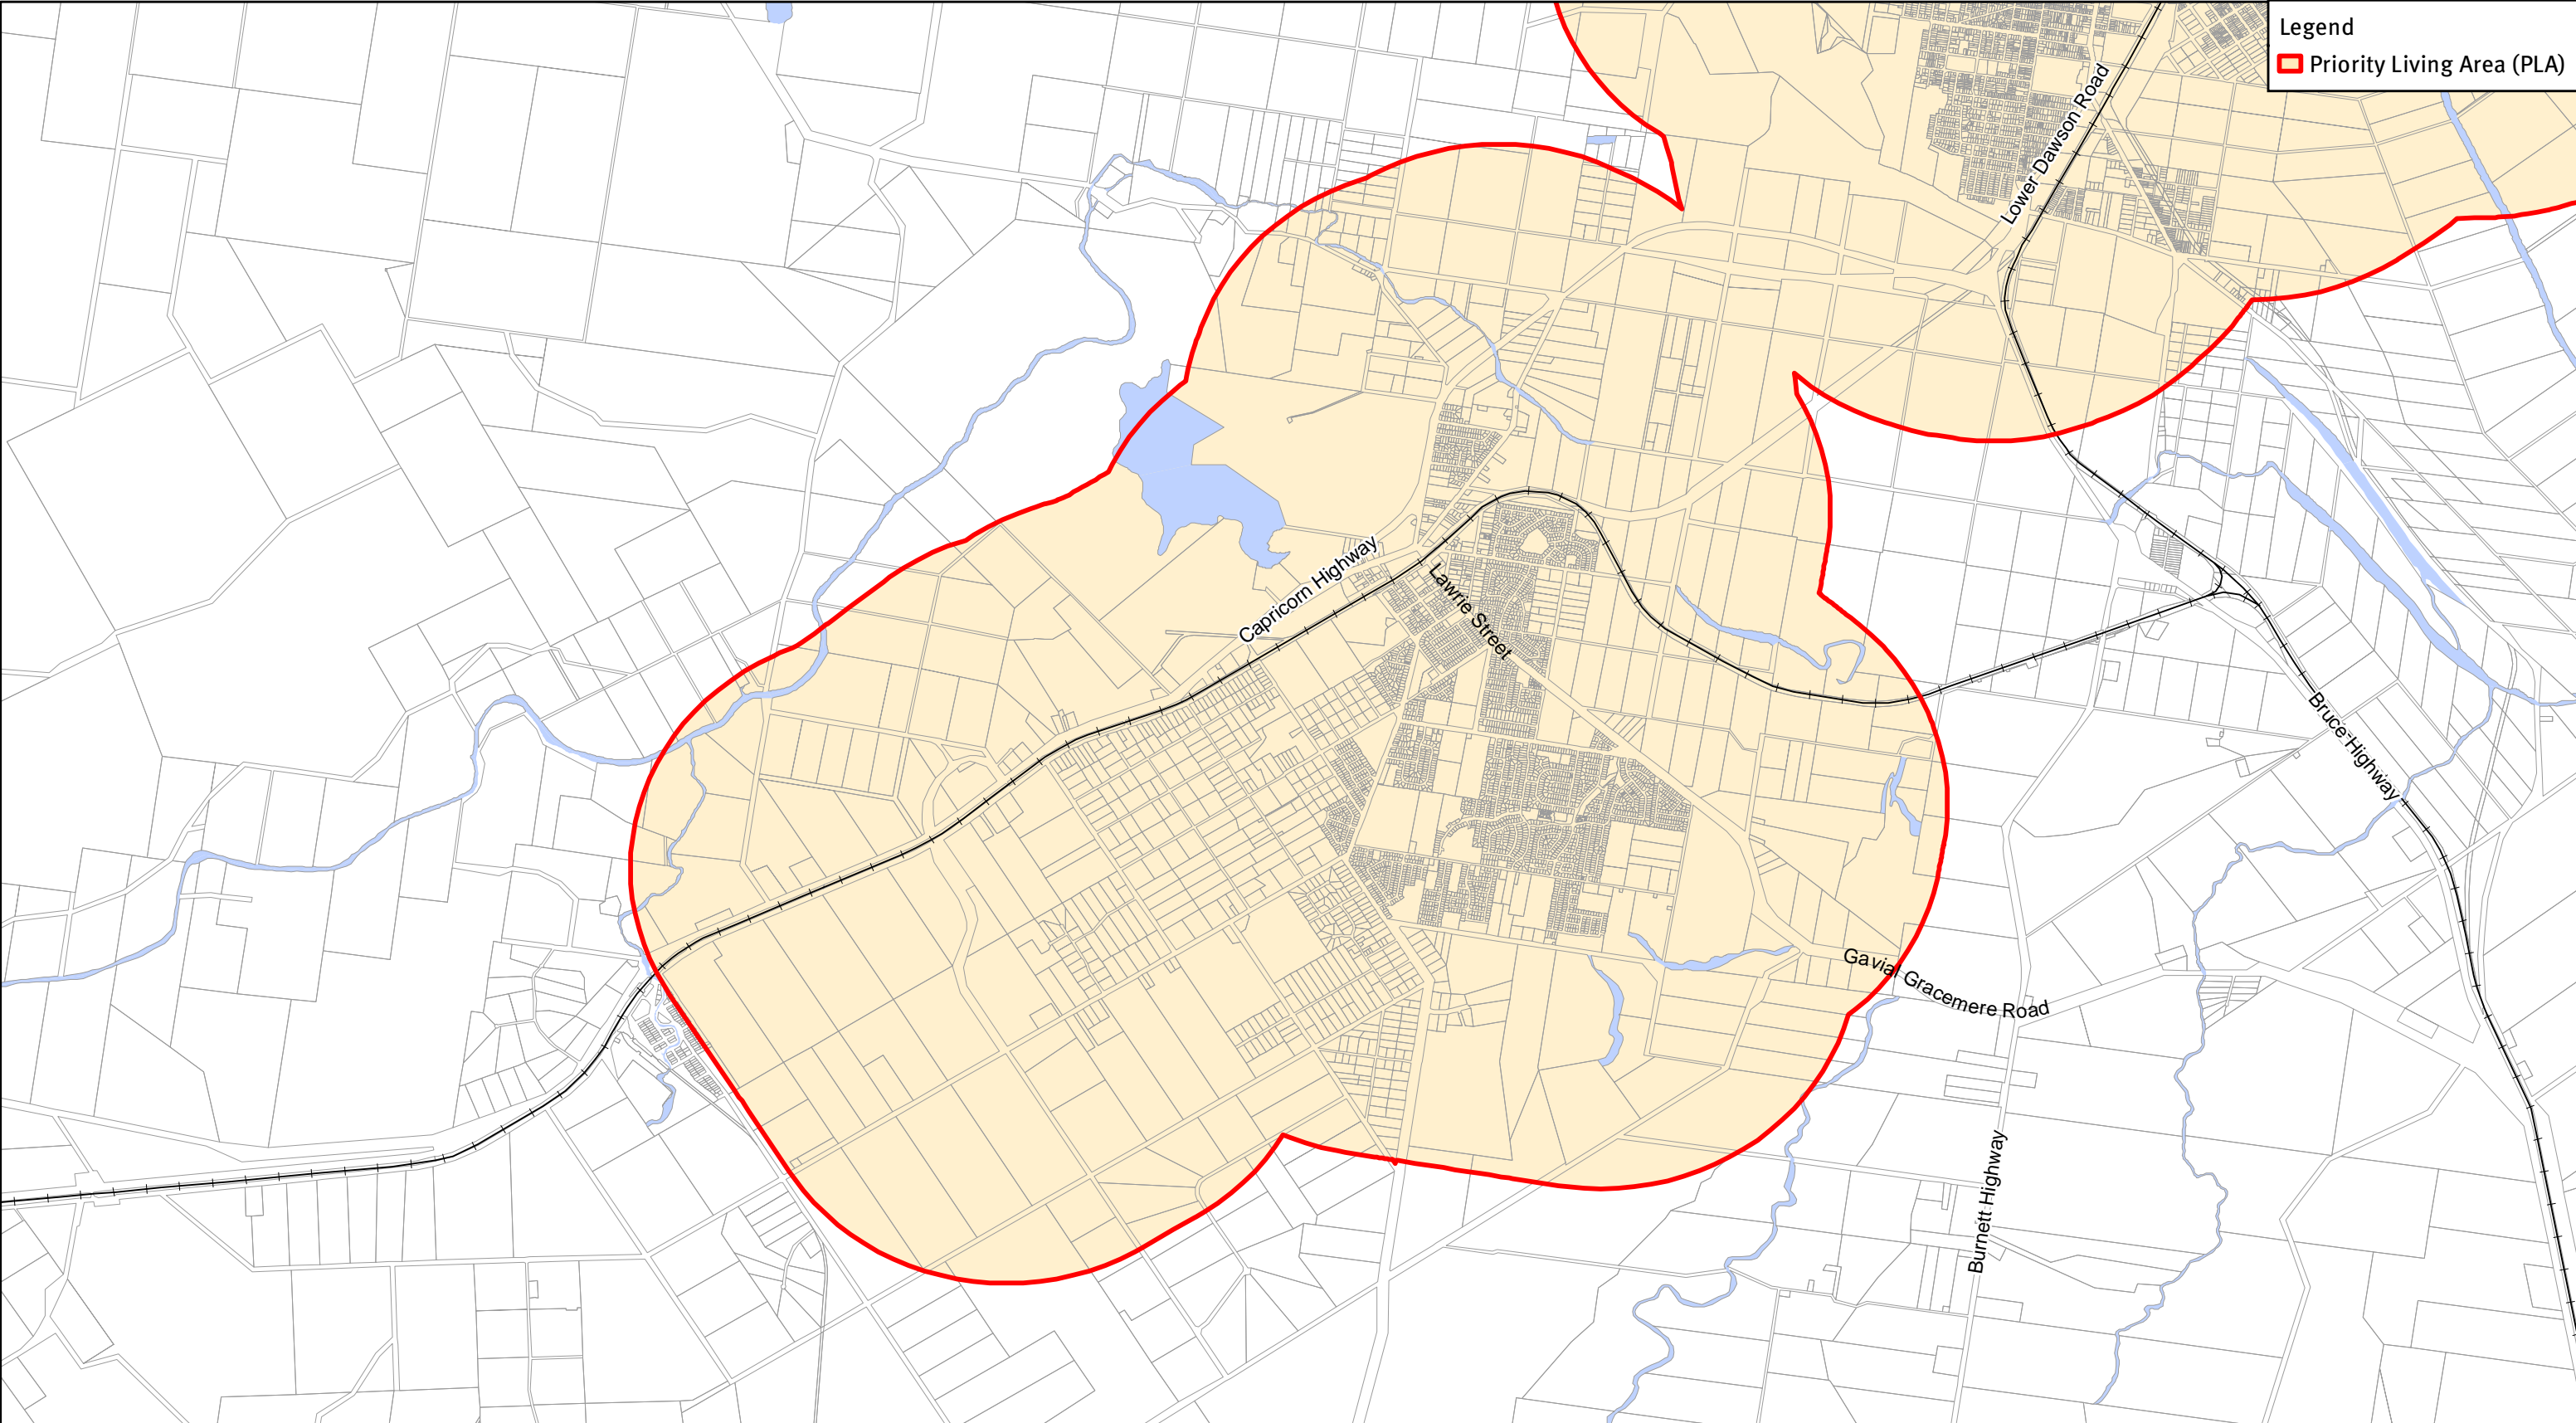 Legend
Priority Living Area (PLA)
Lower Dawson Road
Capricorn Highway
Lawrie Street
Bruce Highway
Gavial Gracemere Road
Burnett Highway